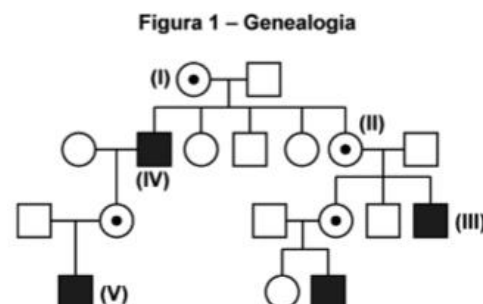 Figura 1 – Genealogia
(I)
(II)
(IV)
(III)
(V)